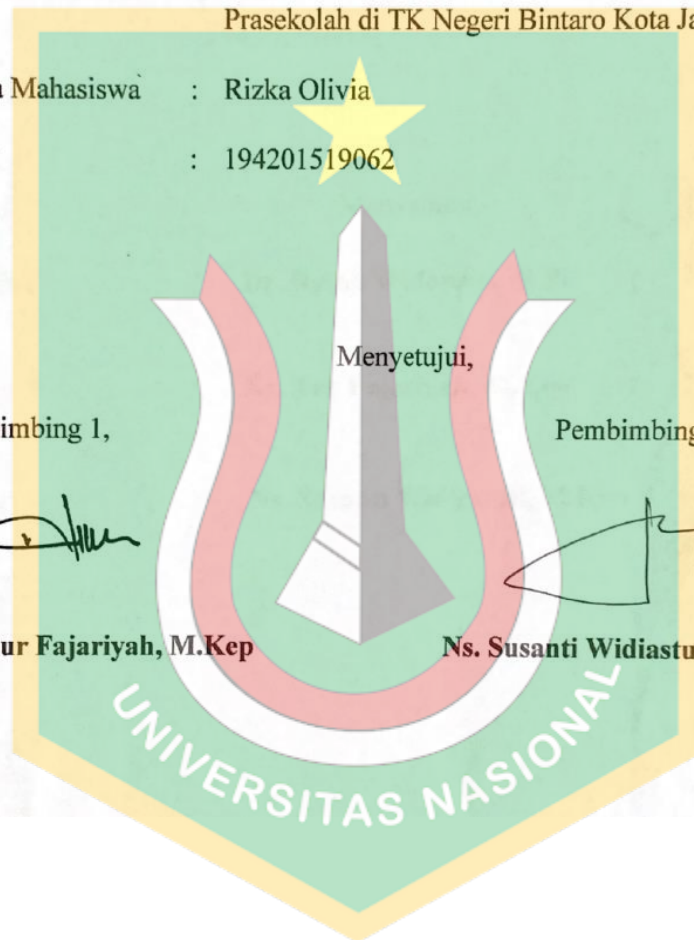 Prasekolah di TK Negeri Bintaro Kota Ja
a Mahasiswa : Rizka Olivia
: 194201519062
Menyetujui,
imbing 1, Pembimbing
ur Fajariyah, M.Kep Ns. Susanti Widiastu
UNIVERSITAS NASIONAL